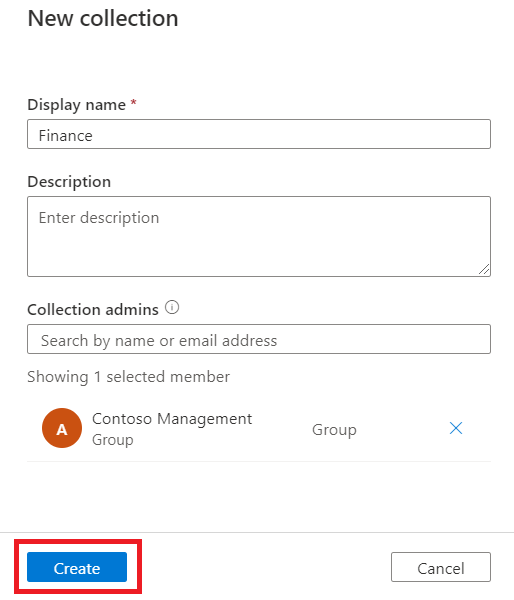 New collection
Display name *
Finance
Description
Enter description
Collection admins
Search by name or email address
Showing 1 selected member
A
Contoso Management
Group
Group
Create
Cancel